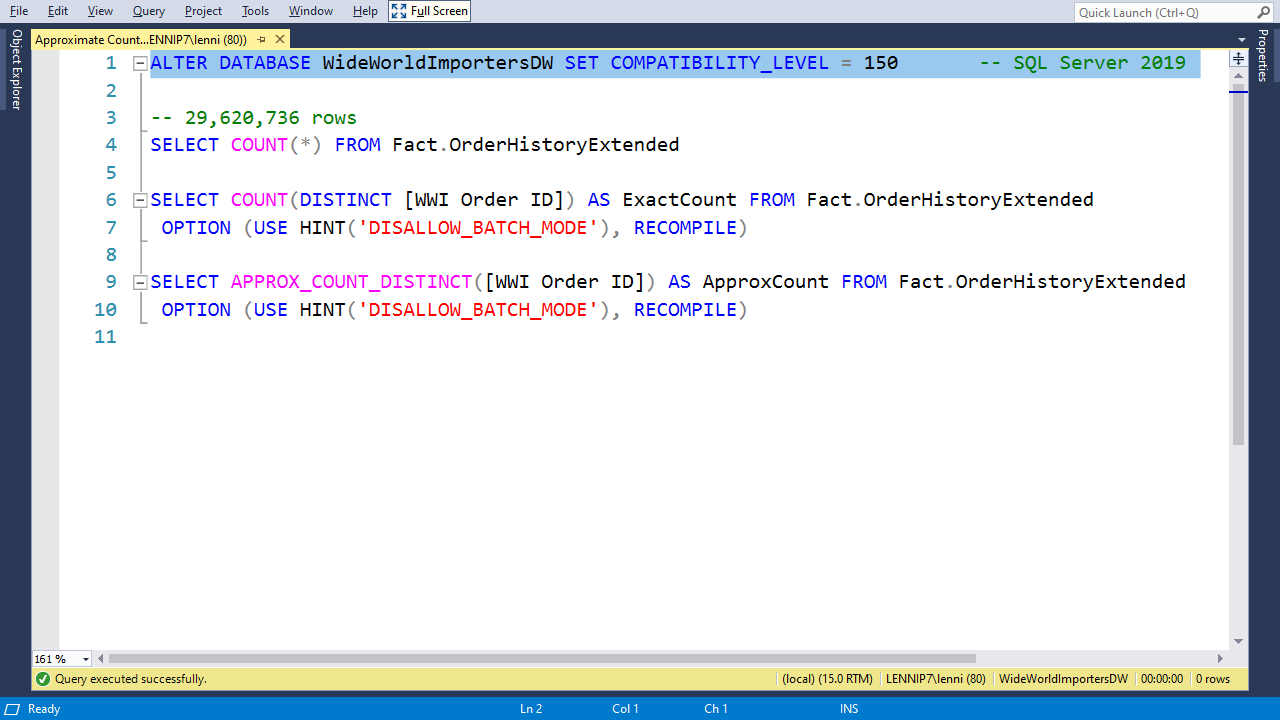 File Edit View Query Project Tools Window Help Full Screen
Quick Launch (Ctrl+Q)
Approximate Count...ENNIP7\lenni (80))
Object Explorer
Properties
1 ALTER DATABASE WideWorldImportersDW SET COMPATIBILITY_LEVEL = 150 -- SQL Server 2019
2
3 -- 29,620,736 rows
4 SELECT COUNT(*) FROM Fact.OrderHistoryExtended
5
6 SELECT COUNT(DISTINCT [WWI Order ID]) AS ExactCount FROM Fact.OrderHistoryExtended
7 OPTION (USE HINT('DISALLOW_BATCH_MODE'), RECOMPILE)
8
9 SELECT APPROX_COUNT_DISTINCT([WWI Order ID]) AS ApproxCount FROM Fact.OrderHistoryExtended
10 OPTION (USE HINT('DISALLOW_BATCH_MODE'), RECOMPILE)
11
161 %
Query executed successfully. (local) (15.0 RTM) LENNIP7\lenni (80) WideWorldImportersDW 00:00:00 0 rows
Ready Ln 2 Col 1 Ch 1 INS